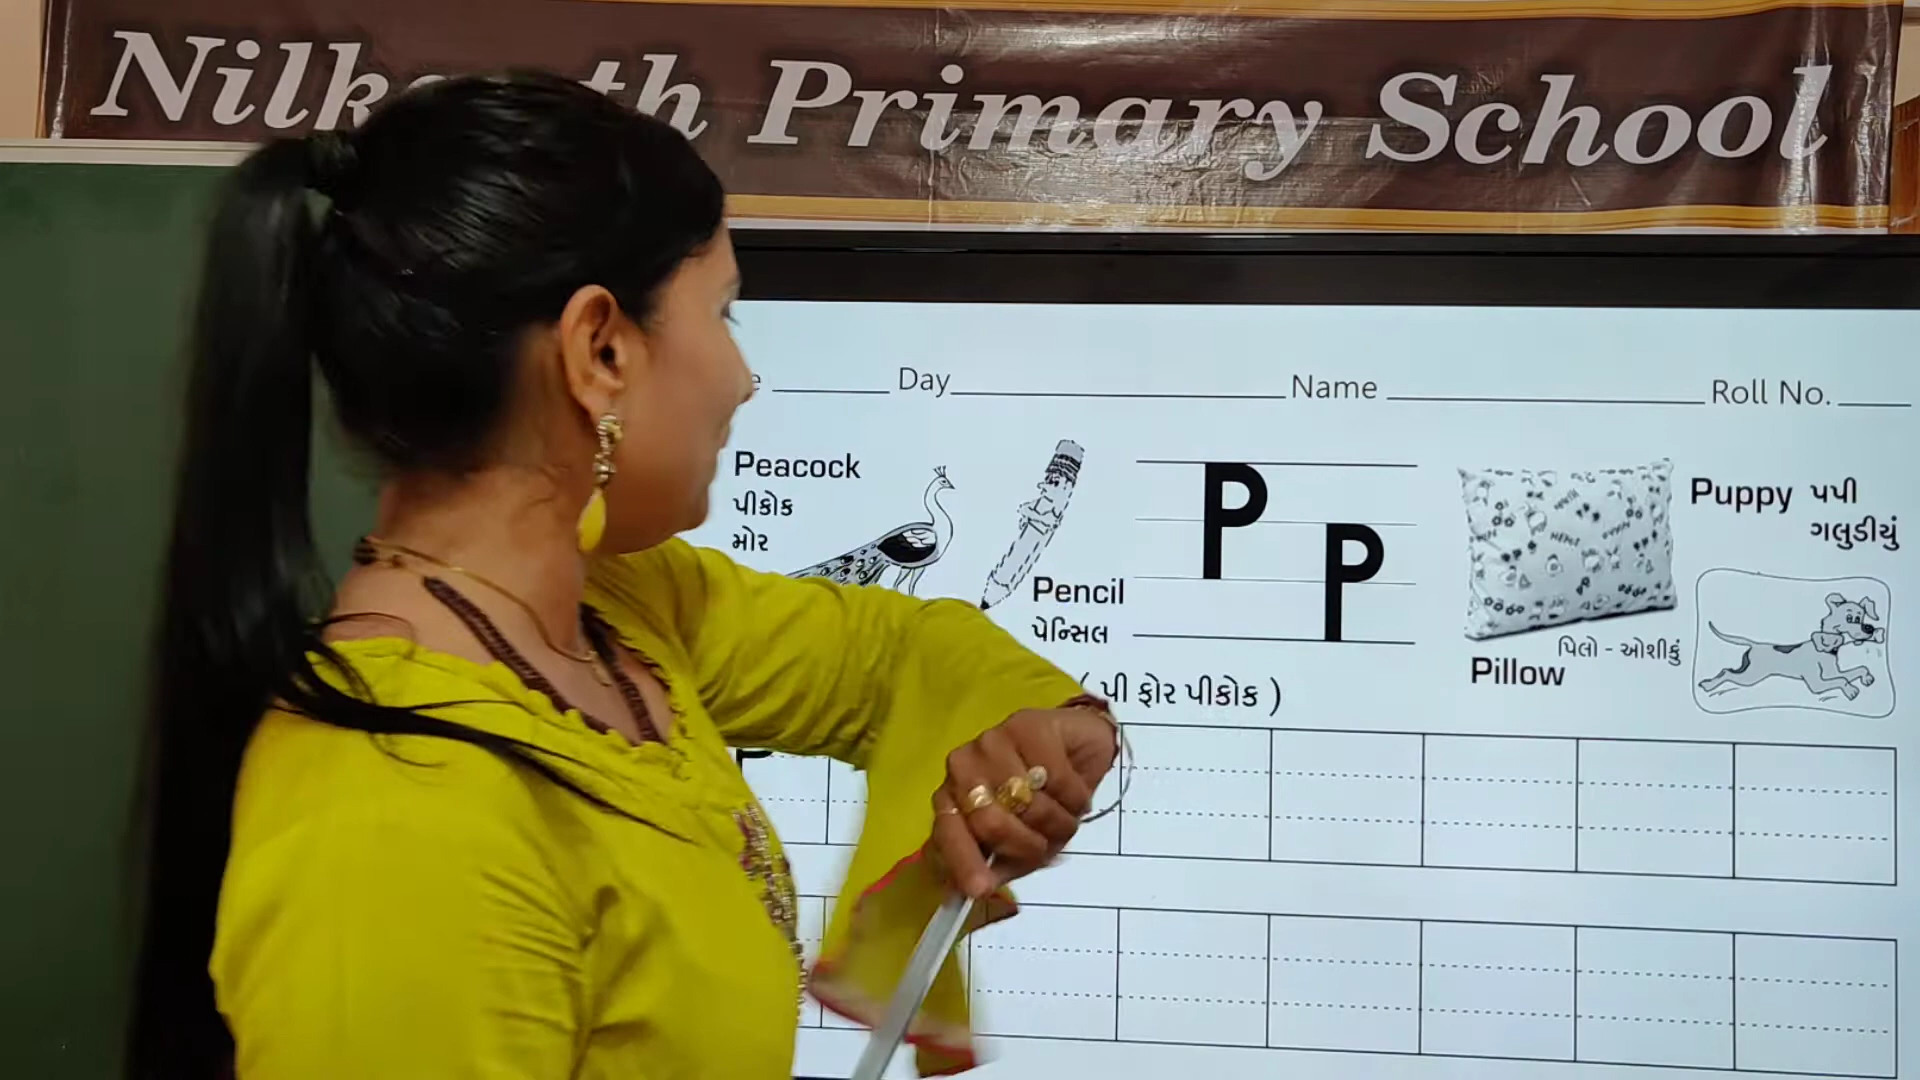 Primary School
Day Name Roll No.
Peacock
પીકોક
મોર
Pencil
પેન્સિલ
P p
Pillow
પિલો - ઓશીકું
Puppy પપી
ગલુડીયું
( પી ફોર પીકોક )